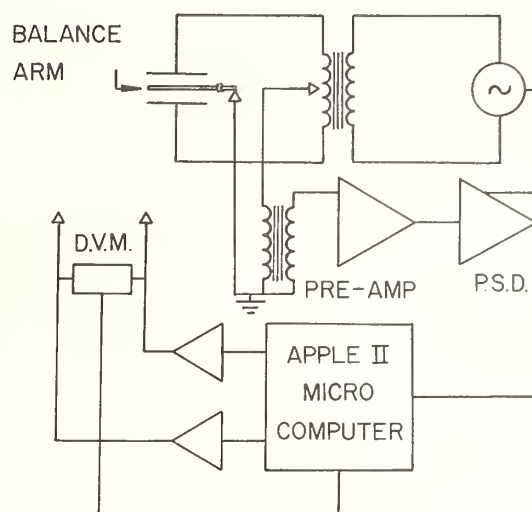 BALANCE
ARM
~
D.V.M.
PRE-AMP
P.S.D.
APPLE II
MICRO
COMPUTER